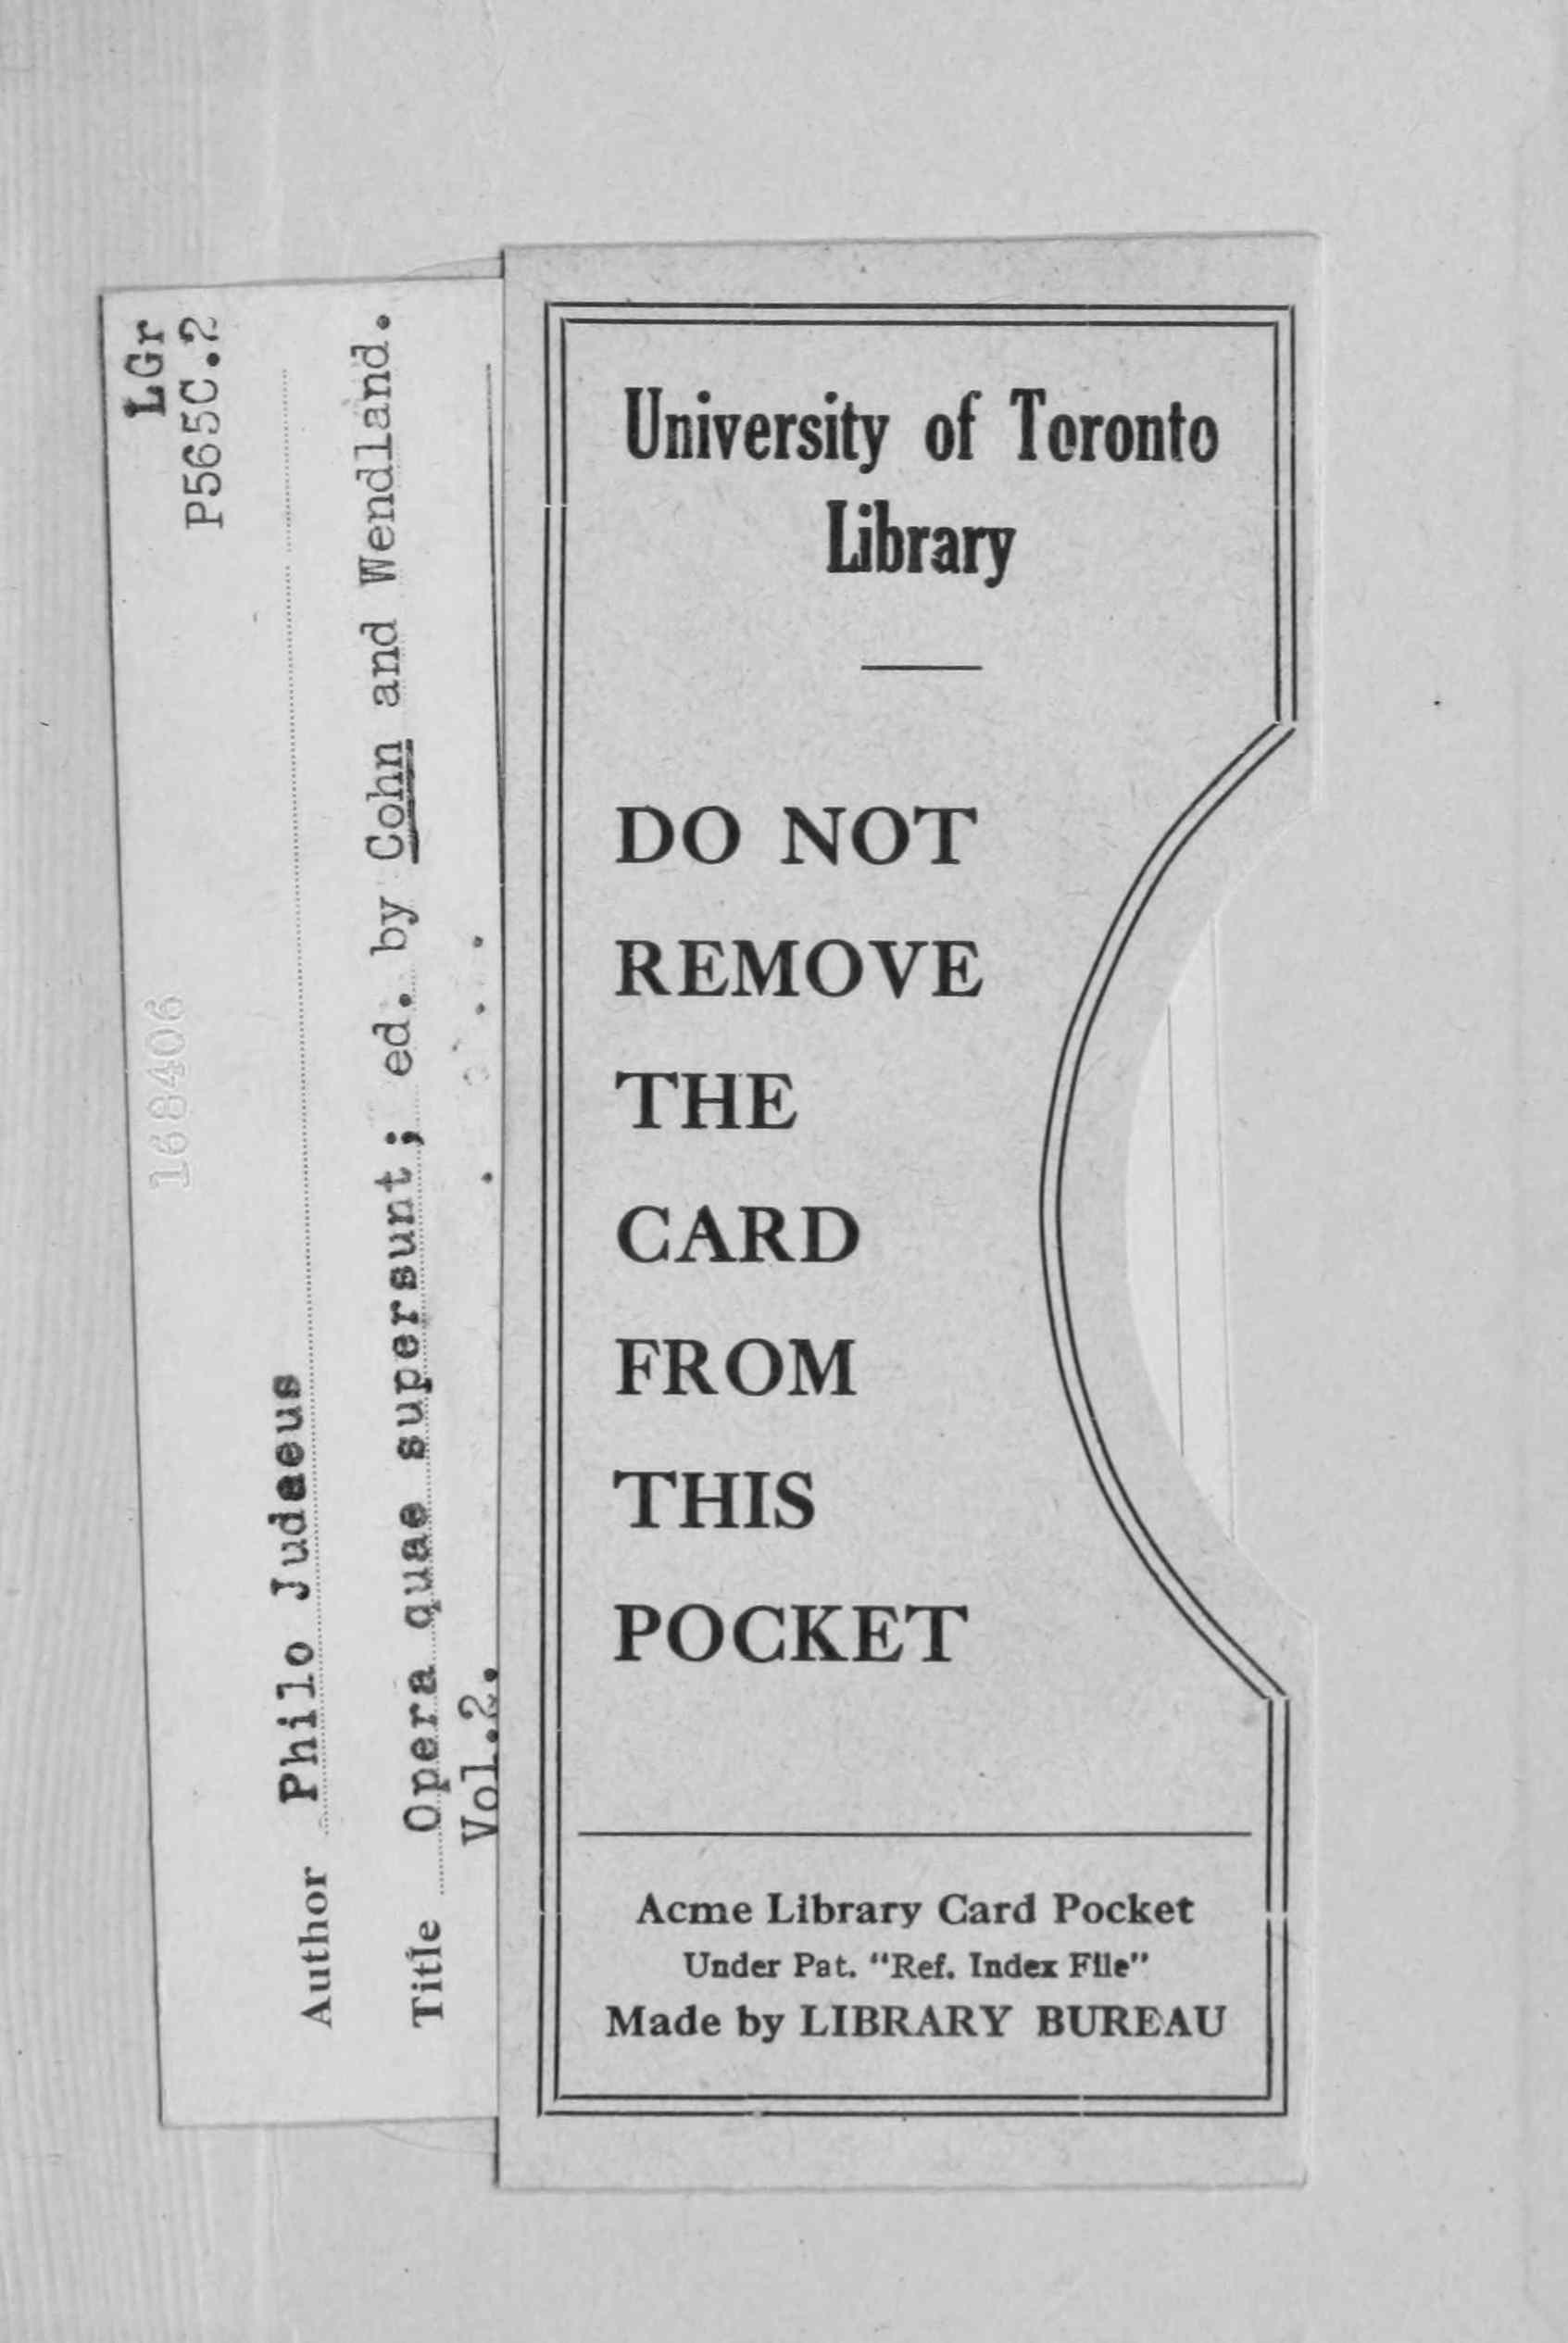 LGr
P565C.2
168406
Author Philo Judaeus
Title Opera quae supersunt; ed. by Cohn and Wendland.
Vol.2.
University of Toronto
Library
DO NOT
REMOVE
THE
CARD
FROM
THIS
POCKET
Acme Library Card Pocket
Under Pat. "Ref. Index File"
Made by LIBRARY BUREAU